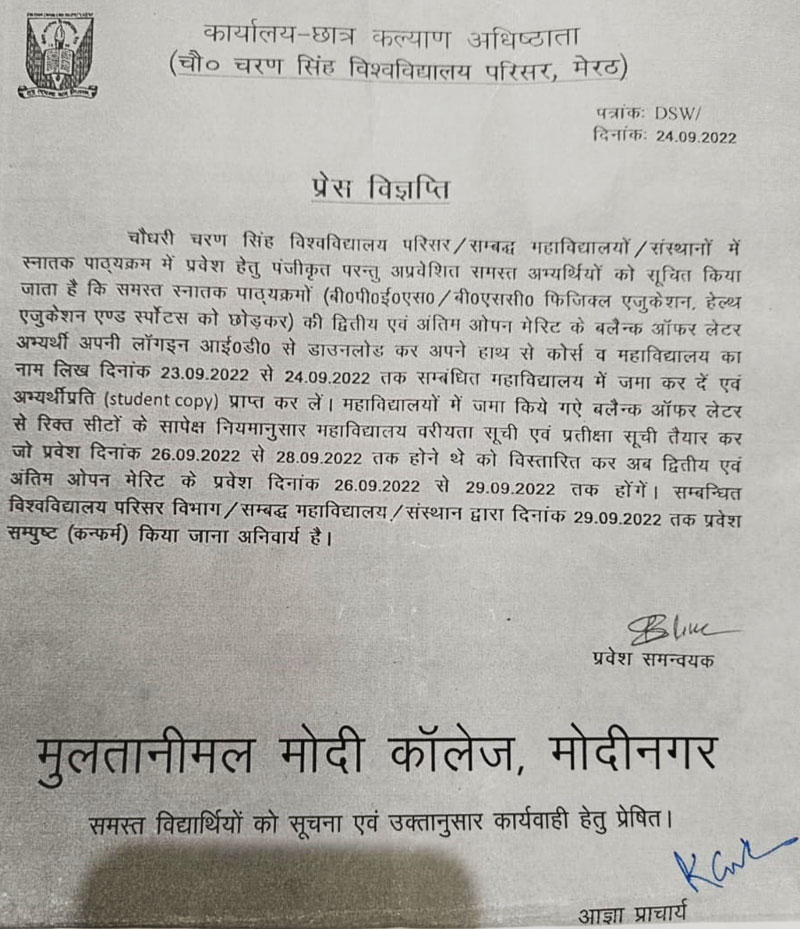 कार्यालय-छात्र कल्याण अधिष्ठाता
(चौ० चरण सिंह विश्वविद्यालय परिसर, मेरठ)
पत्रांकः DSW/
दिनांकः 24.09.2022
प्रेस विज्ञप्ति
चौधरी चरण सिंह विश्वविद्यालय परिसर/सम्बद्ध महाविद्यालयों/संस्थानों में
स्नातक पाठ्यक्रम में प्रवेश हेतु पंजीकृत परन्तु अप्रवेशित समस्त अभ्यर्थियों को सूचित किया
जाता है कि समस्त स्नातक पाठ्यक्रमों (बी०पी०ई०एस०/बी०एससी० फिजिक्ल एजुकेशन, हेल्थ
एजुकेशन एण्ड स्र्पोटस को छोड़कर) की द्वितीय एवं अंतिम ओपन मेरिट के बलैन्क ऑफर लेटर
अभ्यर्थी अपनी लॉगइन आई०डी० से डाउनलोड कर अपने हाथ से कोर्स व महाविद्यालय का
नाम लिख दिनांक 23.09.2022 से 24.09.2022 तक सम्बंधित महाविद्यालय में जमा कर दें एवं
अभ्यर्थीप्रति (student copy) प्राप्त कर लें। महाविद्यालयों में जमा किये गऐ बलैन्क ऑफर लेटर
से रिक्त सीटों के सापेक्ष नियमानुसार महाविद्यालय वरीयता सूची एवं प्रतीक्षा सूची तैयार कर
जो प्रवेश दिनांक 26.09.2022 से 28.09.2022 तक होने थे को विस्तारित कर अब द्वितीय एवं
अंतिम ओपन मेरिट के प्रवेश दिनांक 26.09.2022 से 29.09.2022 तक होंगें। सम्बन्धित
विश्वविद्यालय परिसर विभाग/सम्बद्ध महाविद्यालय/संस्थान द्वारा दिनांक 29.09.2022 तक प्रवेश
सम्पुष्ट (कन्फर्म) किया जाना अनिवार्य है।
प्रवेश समन्वयक
मुलतानीमल मोदी कॉलेज, मोदीनगर
समस्त विद्यार्थियों को सूचना एवं उक्तानुसार कार्यवाही हेतु प्रेषित।
आज्ञा प्राचार्य